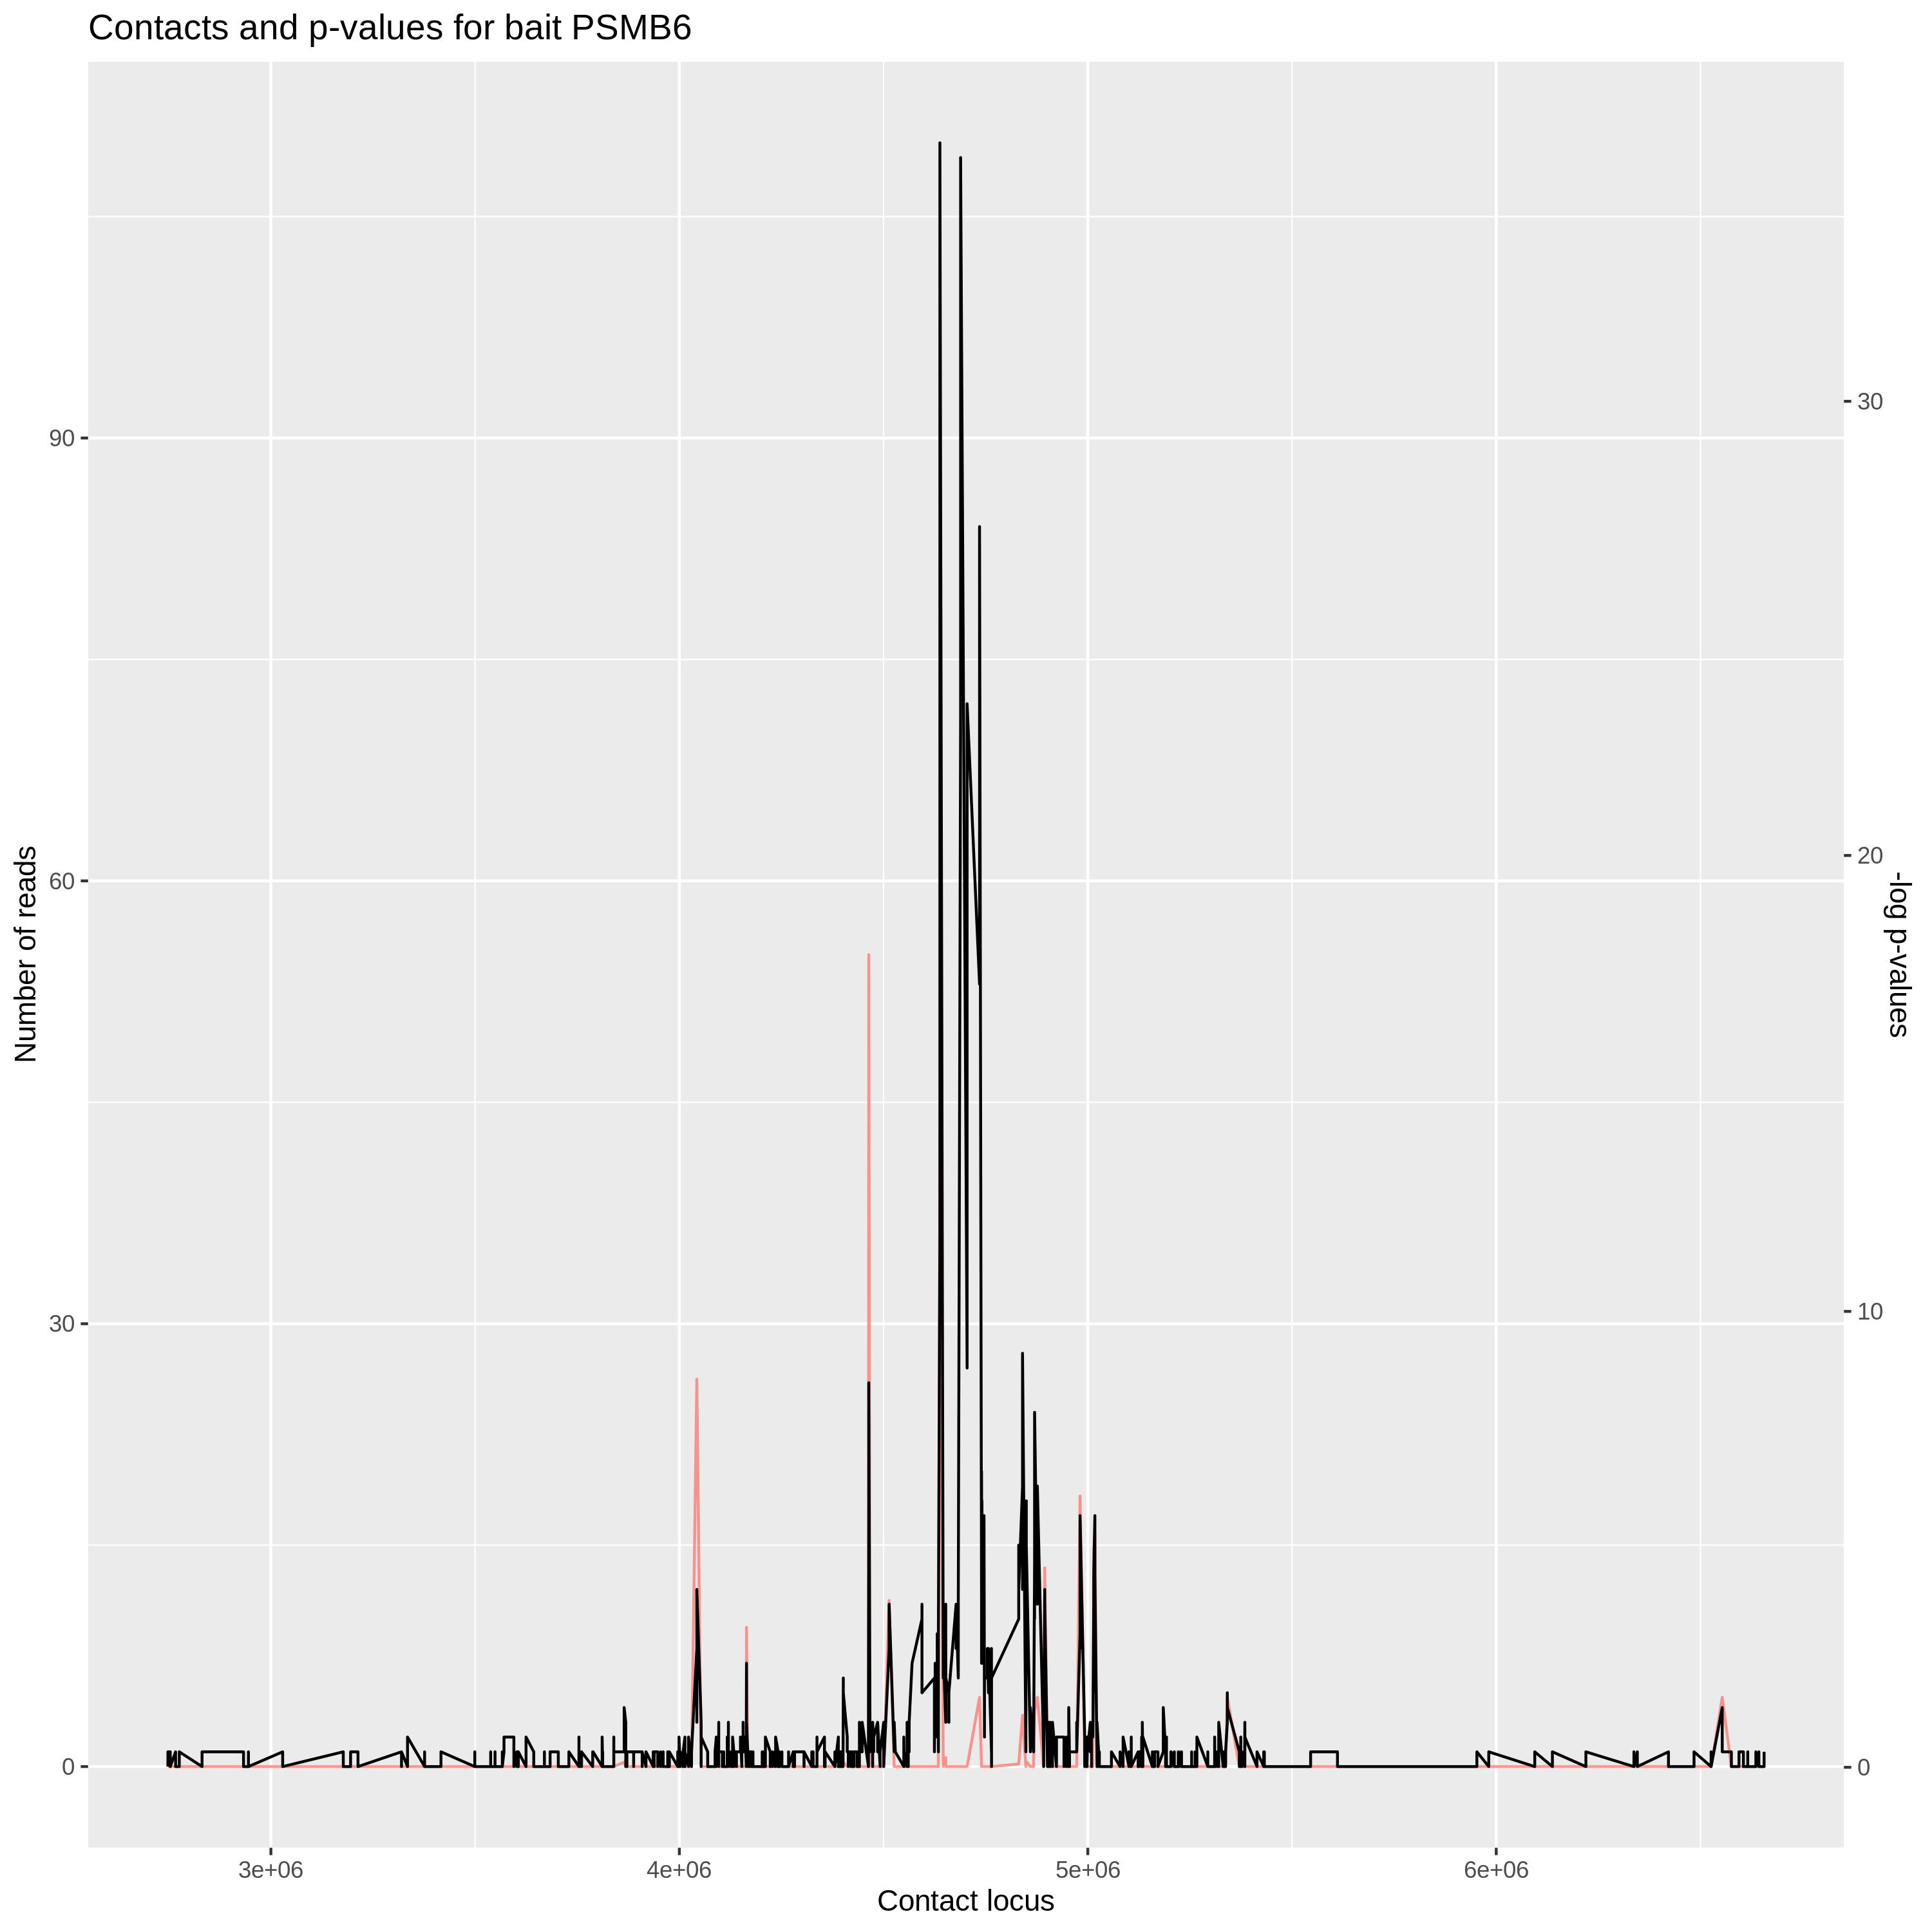 Contacts and p-values for bait PSMB6
Number of reads
90
60
30
0
30
20
10
0
-log p-values
3e+06 4e+06 5e+06 6e+06
Contact locus